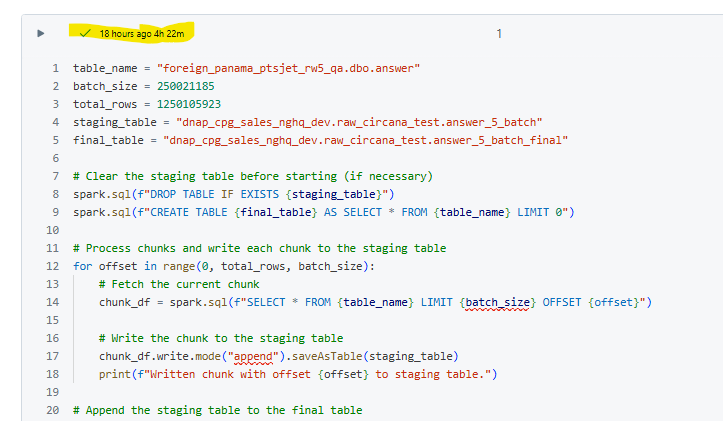 18 hours ago 4h 22m
1
1 table_name = "foreign_panama_ptsjet_rw5_qa.dbo.answer"
2 batch_size = 250021185
3 total_rows = 1250105923
4 staging_table = "dnap_cpg_sales_nghq_dev.raw_circana_test.answer_5_batch"
5 final_table = "dnap_cpg_sales_nghq_dev.raw_circana_test.answer_5_batch_final"
6
7 # Clear the staging table before starting (if necessary)
8 spark.sql(f"DROP TABLE IF EXISTS {staging_table}")
9 spark.sql(f"CREATE TABLE {final_table} AS SELECT * FROM {table_name} LIMIT 0")
10
11 # Process chunks and write each chunk to the staging table
12 for offset in range(0, total_rows, batch_size):
13     # Fetch the current chunk
14     chunk_df = spark.sql(f"SELECT * FROM {table_name} LIMIT {batch_size} OFFSET {offset}")
15
16     # Write the chunk to the staging table
17     chunk_df.write.mode("append").saveAsTable(staging_table)
18     print(f"Written chunk with offset {offset} to staging table.")
19
20 # Append the staging table to the final table